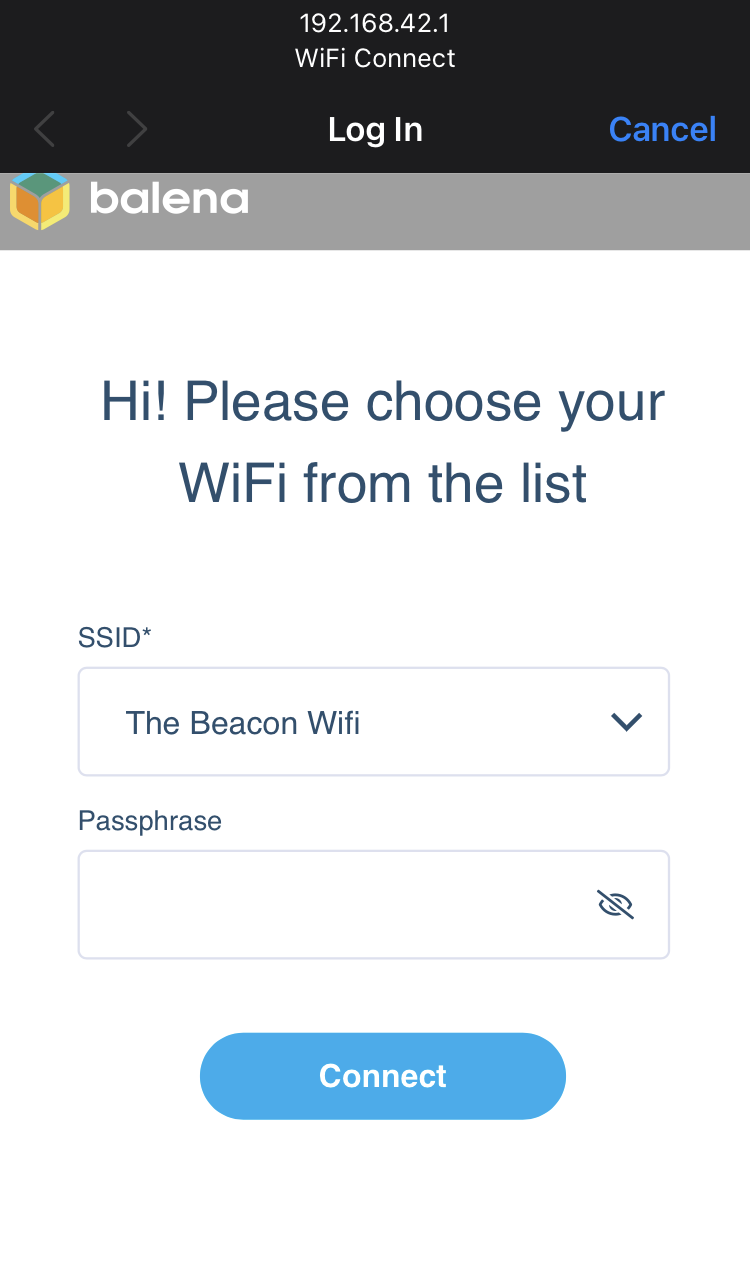 192.168.42.1
WiFi Connect
Log In
Cancel
balena
Hi! Please choose your
WiFi from the list
SSID*
The Beacon Wifi
Passphrase
Connect